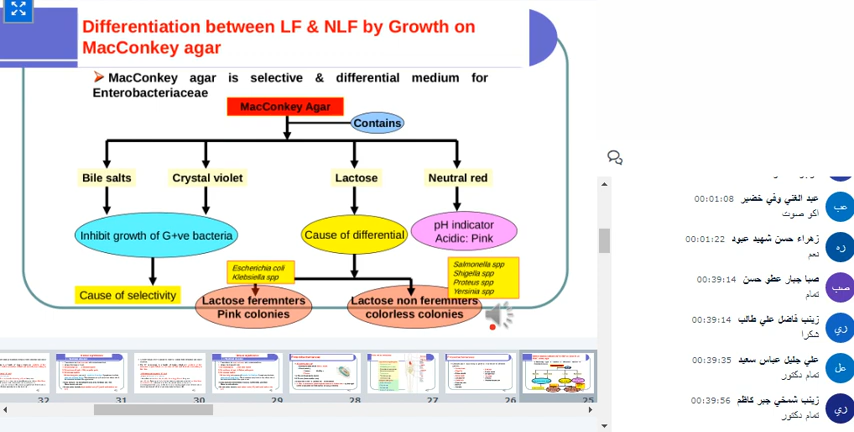 Differentiation between LF & NLF by Growth on
MacConkey agar
MacConkey agar is selective & differential medium for
Enterobacteriaceae
MacConkey Agar
Contains
Bile salts
Crystal violet
Lactose
Neutral red
Inhibit growth of G+ve bacteria
Cause of differential
pH indicator
Acidic: Pink
Escherichia coli
Klebsiella spp
Salmonella spp
Shigella spp
Proteus spp
Yersinia spp
Cause of selectivity
Lactose feremnters
Pink colonies
Lactose non feremnters
colorless colonies
32
31
30
29
28
27
26
25
عبد الغني وفي خضير 00:01:08
اكو صوت
عب
زهراء حسن شهيد عبود 00:01:22
نعم
زه
صبا جبار عطو حسن 00:39:14
تمام
صب
زينب فاضل علي طالب 00:39:14
شكرا
زي
علي جليل عباس سعيد 00:39:35
تمام دكتور
عل
زينب شمخي جبر كاظم 00:39:56
تمام دكتور
زي